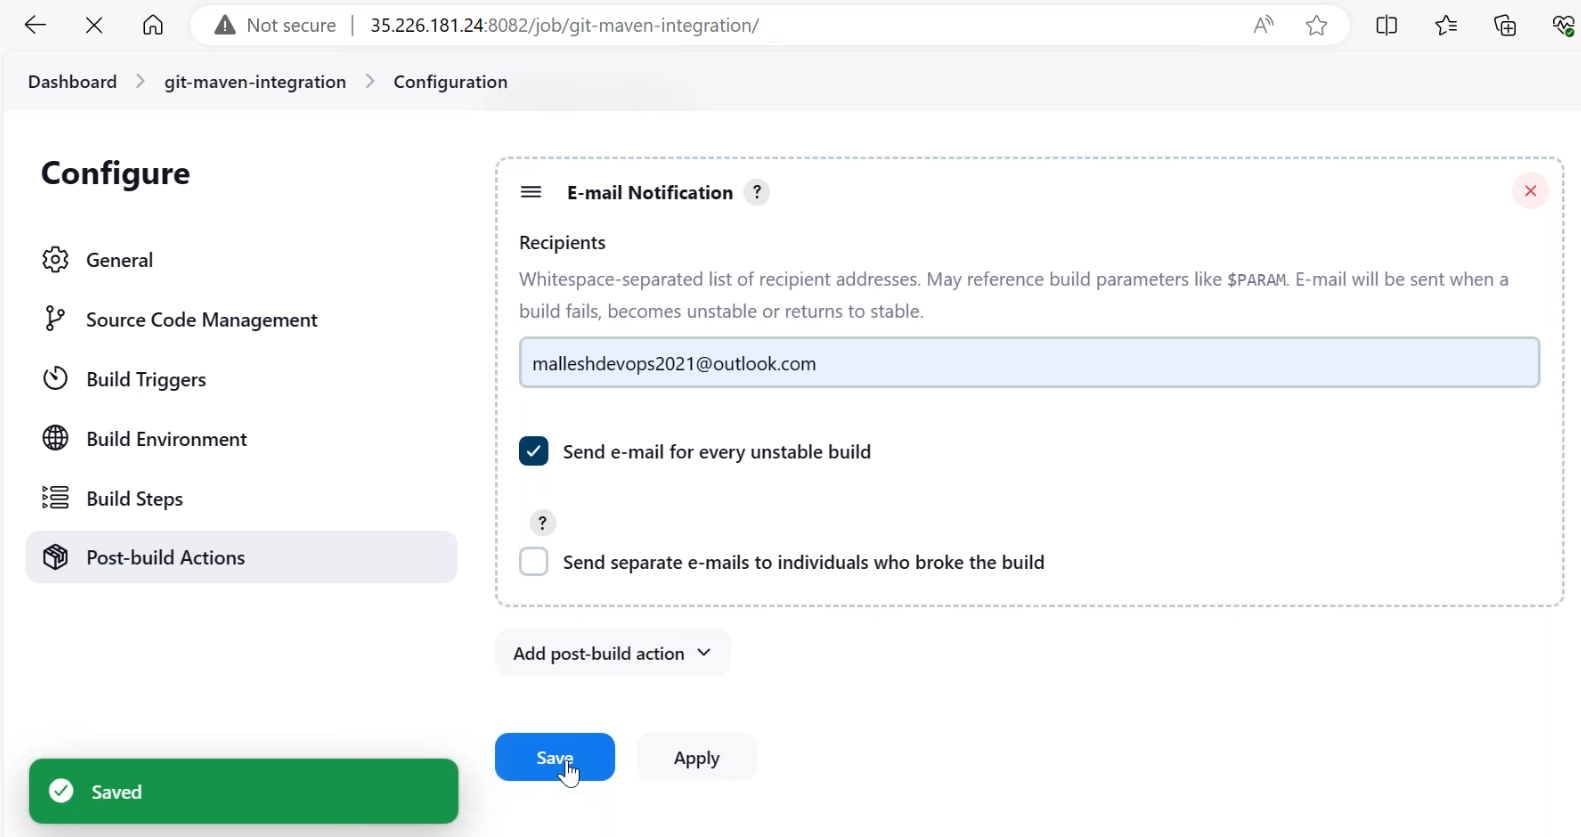 Not secure | 35.226.181.24:8082/job/git-maven-integration/
Dashboard > git-maven-integration > Configuration
Configure
General
Source Code Management
Build Triggers
Build Environment
Build Steps
Post-build Actions
E-mail Notification ?
Recipients
Whitespace-separated list of recipient addresses. May reference build parameters like $PARAM. E-mail will be sent when a
build fails, becomes unstable or returns to stable.
malleshdevops2021@outlook.com
Send e-mail for every unstable build
?
Send separate e-mails to individuals who broke the build
Add post-build action
Save
Apply
Saved